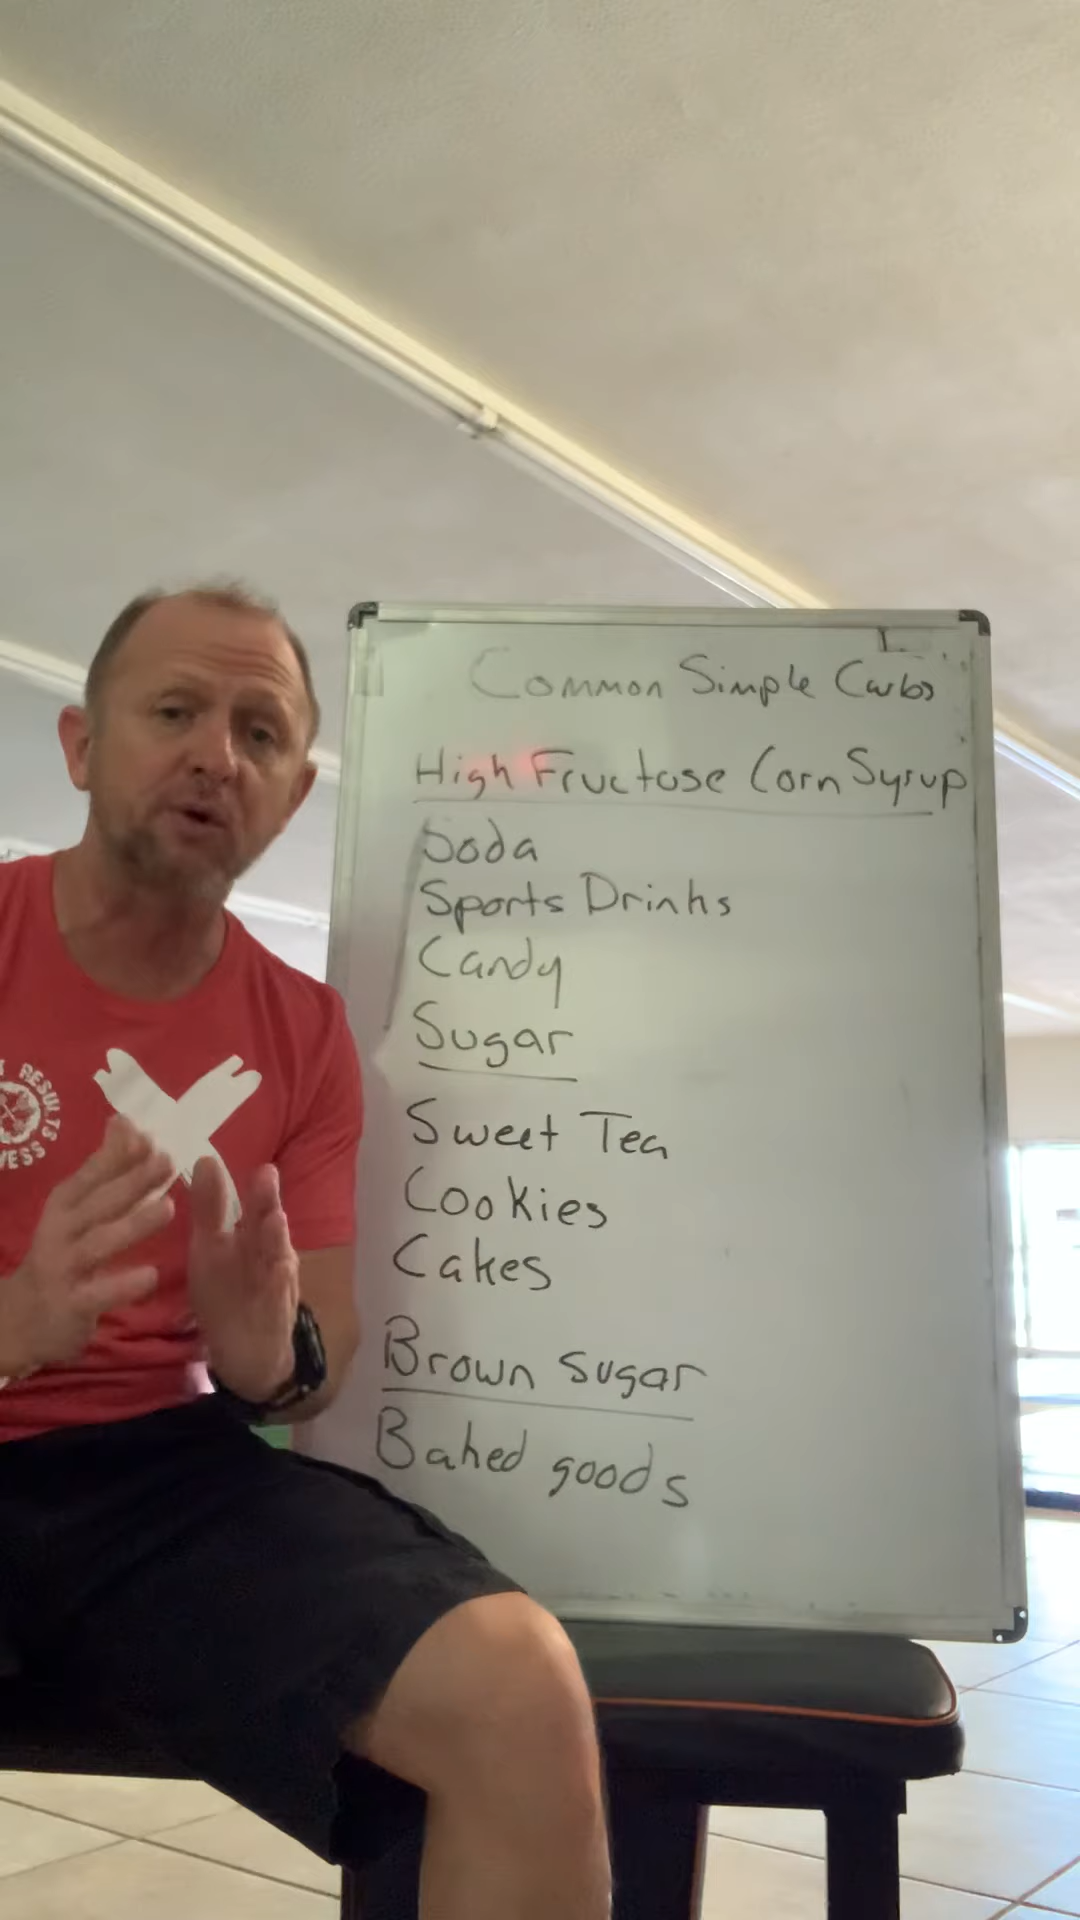 Common Simple Carbs
High Fructose Corn Syrup
Soda
Sports Drinks
Candy
Sugar
Sweet Tea
Cookies
Cakes
Brown Sugar
Baked goods
RESULTS